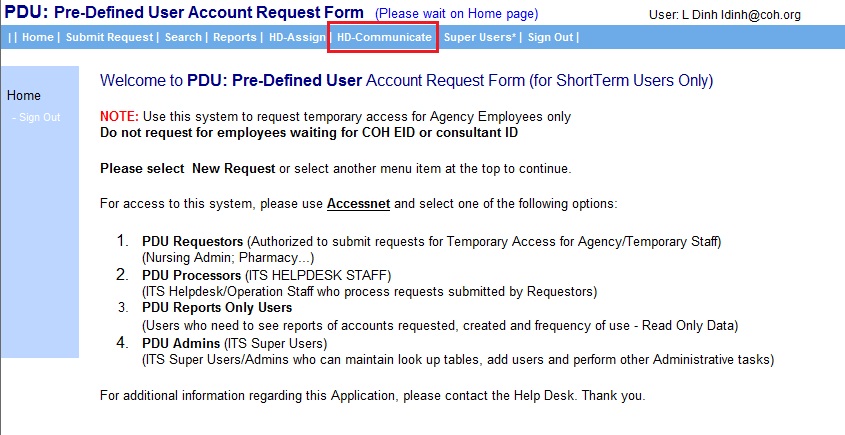 PDU: Pre-Defined User Account Request Form (Please wait on Home page) User: L Dinh ldinh@coh.org
| | Home | Submit Request | Search | Reports | HD-Assign | HD-Communicate Super Users* | Sign Out |
Home
- Sign Out
Welcome to PDU: Pre-Defined User Account Request Form (for ShortTerm Users Only)
NOTE: Use this system to request temporary access for Agency Employees only
Do not request for employees waiting for COH EID or consultant ID
Please select New Request or select another menu item at the top to continue.
For access to this system, please use Accessnet and select one of the following options:
1. PDU Requestors (Authorized to submit requests for Temporary Access for Agency/Temporary Staff)
(Nursing Admin; Pharmacy...)
2. PDU Processors (ITS HELPDESK STAFF)
(ITS Helpdesk/Operation Staff who process requests submitted by Requestors)
3. PDU Reports Only Users
(Users who need to see reports of accounts requested, created and frequency of use - Read Only Data)
4. PDU Admins (ITS Super Users)
(ITS Super Users/Admins who can maintain look up tables, add users and perform other Administrative tasks)
For additional information regarding this Application, please contact the Help Desk. Thank you.